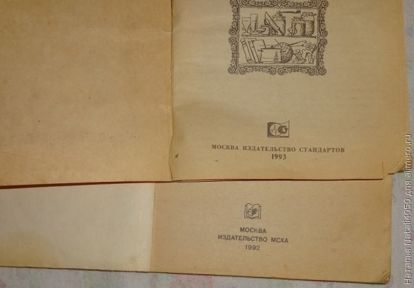 МОСКВА ИЗДАТЕЛЬСТВО СТАНДАРТОВ
1993
МОСКВА
ИЗДАТЕЛЬСТВО МСХА
1992